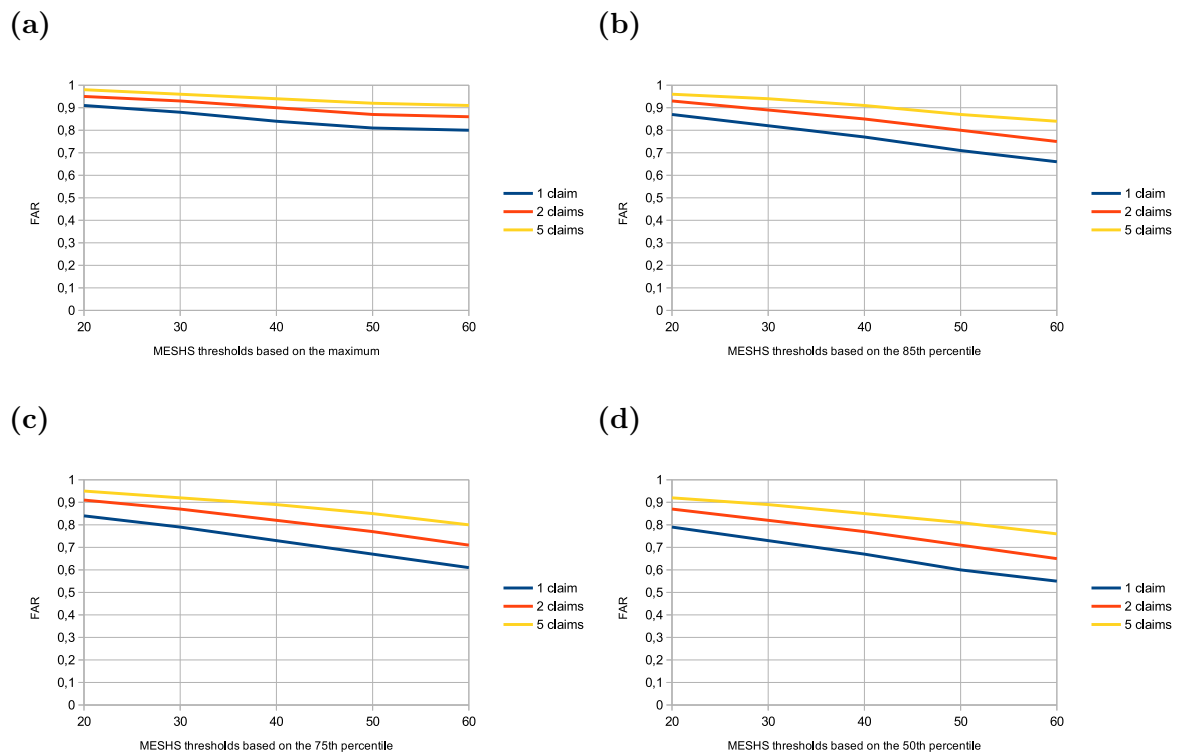 (a)
1
0,9
0,8
0,7
0,6
0,5
0,4
0,3
0,2
0,1
0
FAR
20 30 40 50 60
MESHS thresholds based on the maximum
1 claim
2 claims
5 claims
(b)
1
0,9
0,8
0,7
0,6
0,5
0,4
0,3
0,2
0,1
0
FAR
20 30 40 50 60
MESHS thresholds based on the 85th percentile
1 claim
2 claims
5 claims
(c)
1
0,9
0,8
0,7
0,6
0,5
0,4
0,3
0,2
0,1
0
FAR
20 30 40 50 60
MESHS thresholds based on the 75th percentile
1 claim
2 claims
5 claims
(d)
1
0,9
0,8
0,7
0,6
0,5
0,4
0,3
0,2
0,1
0
FAR
20 30 40 50 60
MESHS thresholds based on the 50th percentile
1 claim
2 claims
5 claims